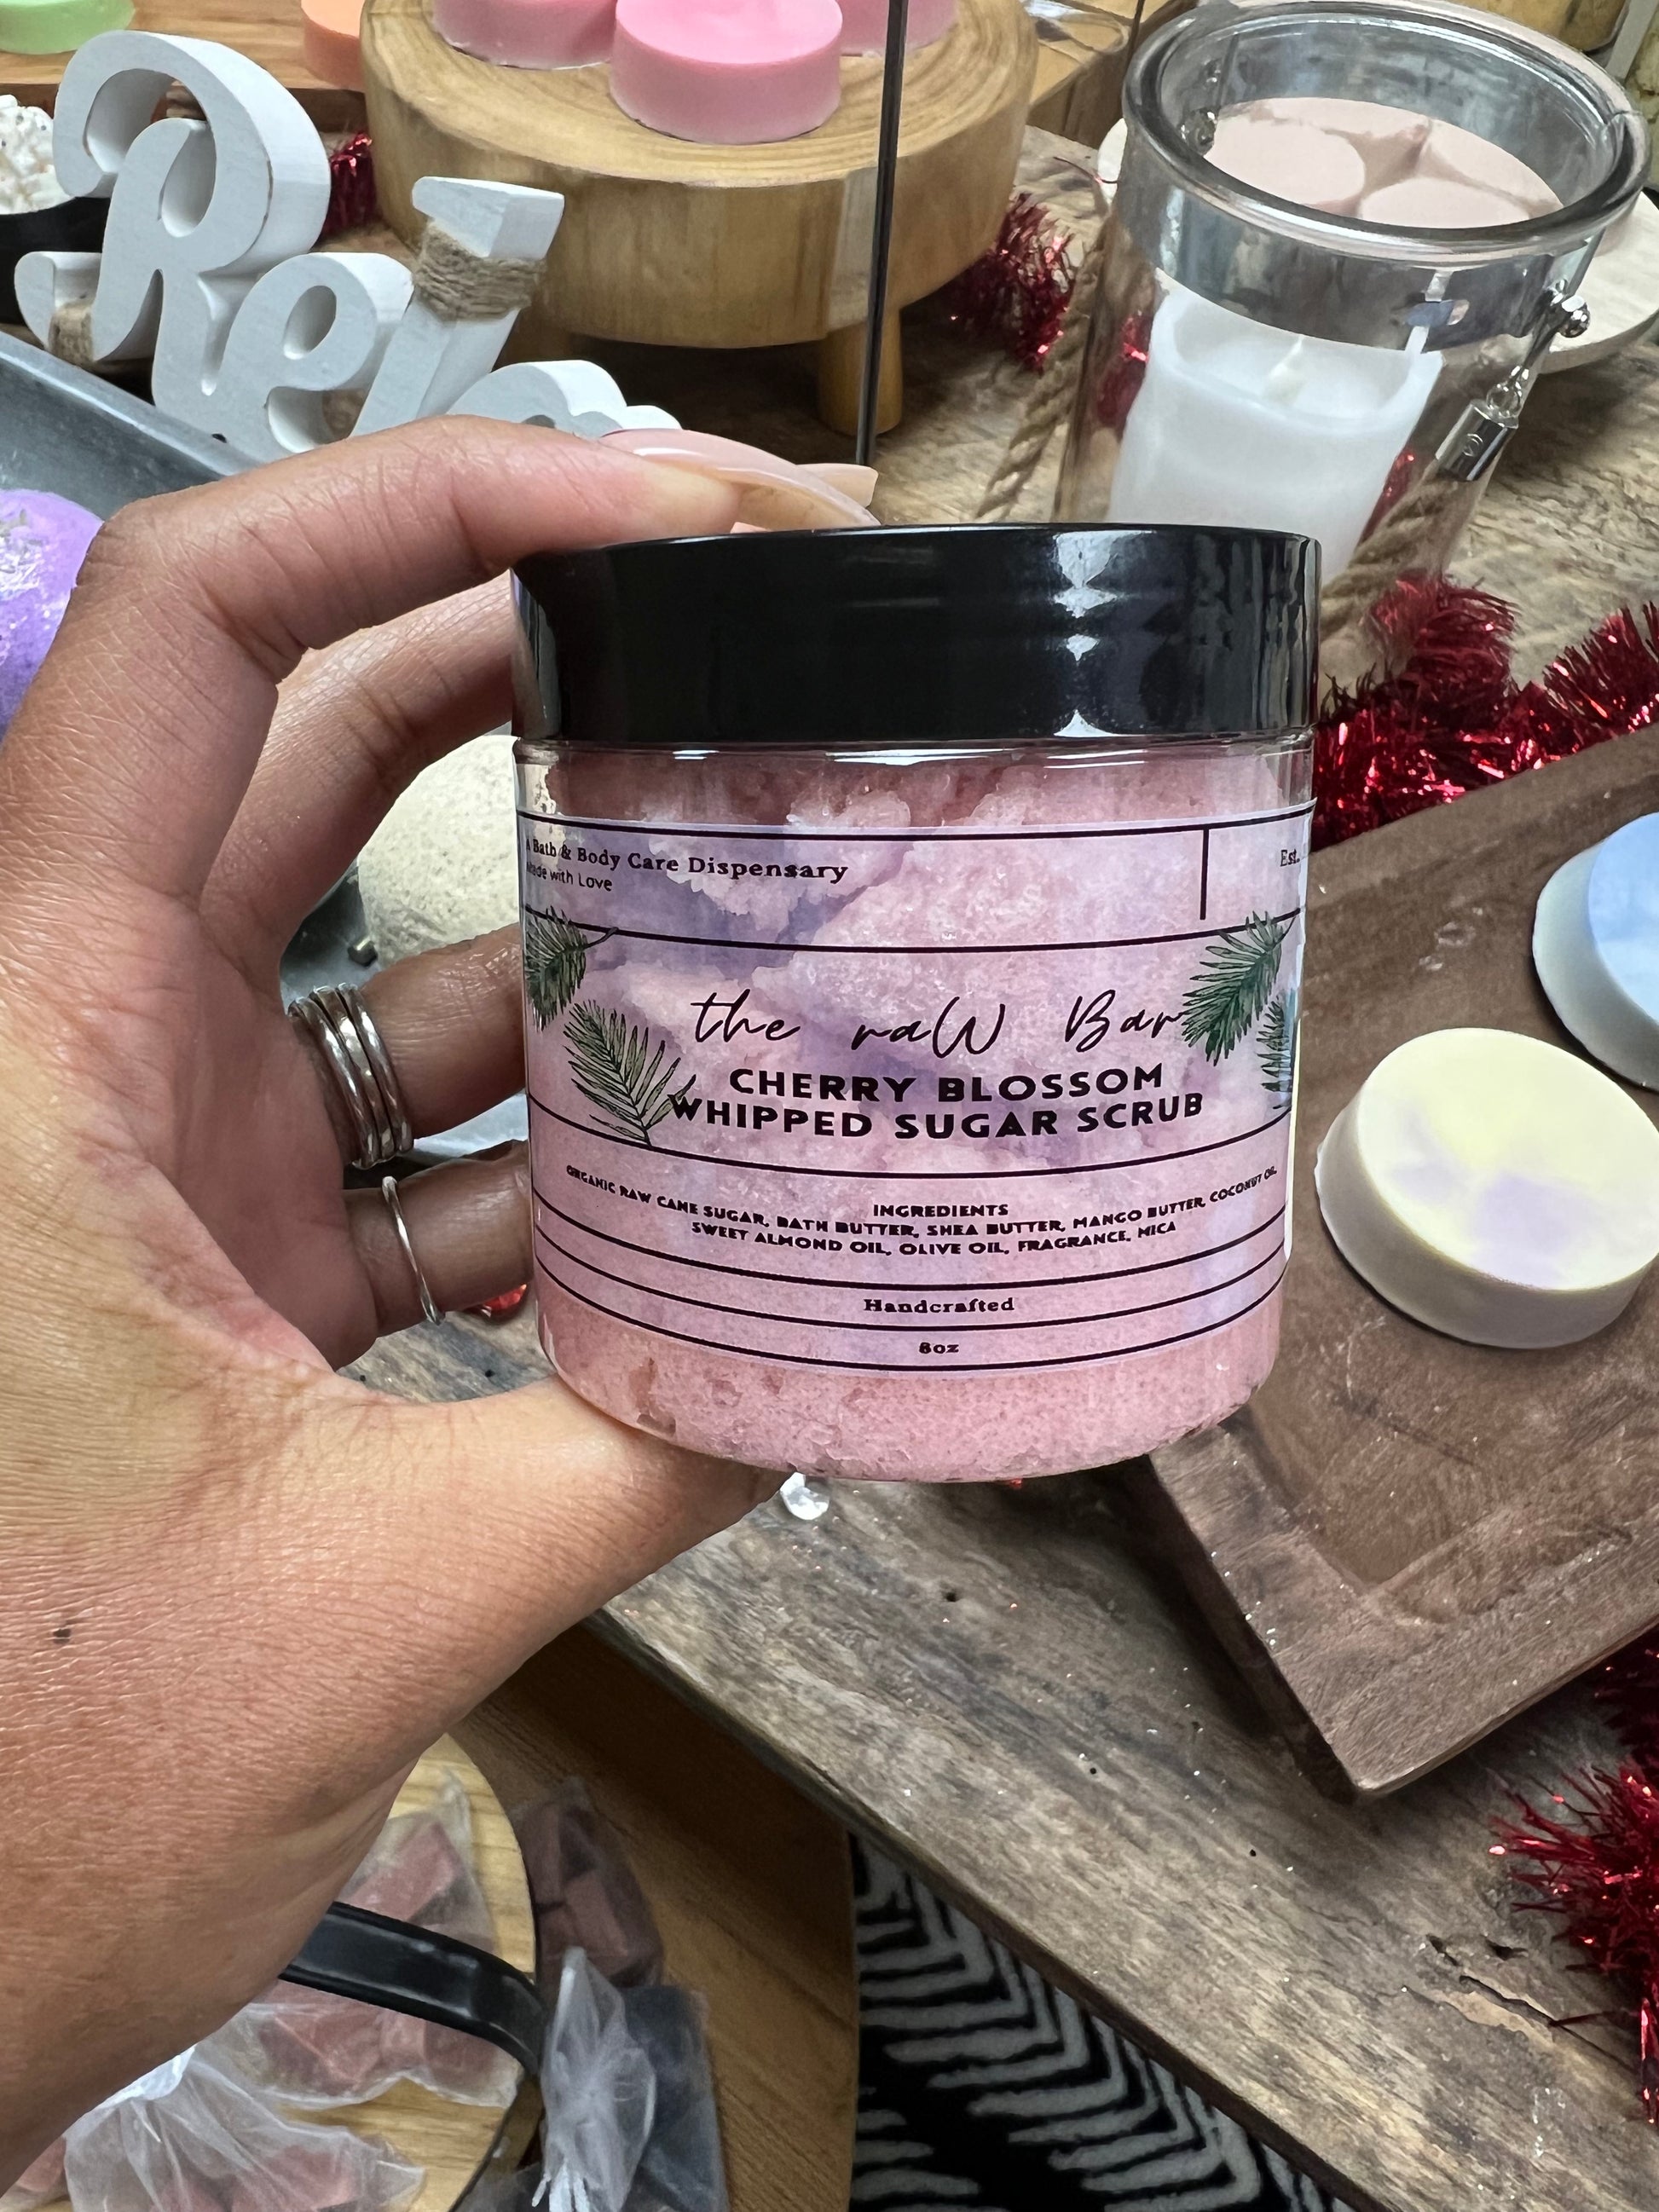 Rel
A Bath & Body Care Dispensary
Made with Love
Est.
the raW Bar
CHERRY BLOSSOM
WHIPPED SUGAR SCRUB
INGREDIENTS
ORGANIC RAW CANE SUGAR, BATH BUTTER, SHEA BUTTER, MANGO BUTTER, COCONUT OIL
SWEET ALMOND OIL, OLIVE OIL, FRAGRANCE, MICA
Handcrafted
8oz